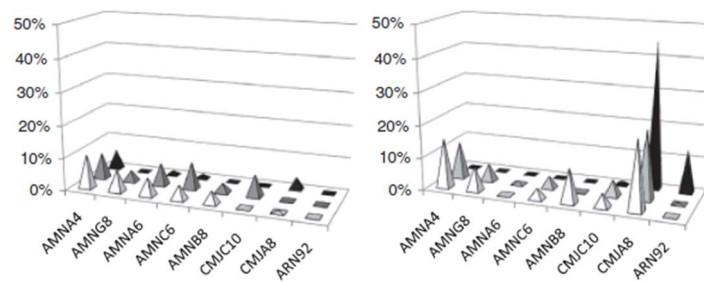 50%
40%
30%
20%
10%
0%
AMNA4
AMNG8
AMNA6
AMNC6
AMNB8
CMJC10
CMJA8
ARN92
50%
40%
30%
20%
10%
0%
AMNA4
AMNG8
AMNA6
AMNC6
AMNB8
CMJC10
CMJA8
ARN92